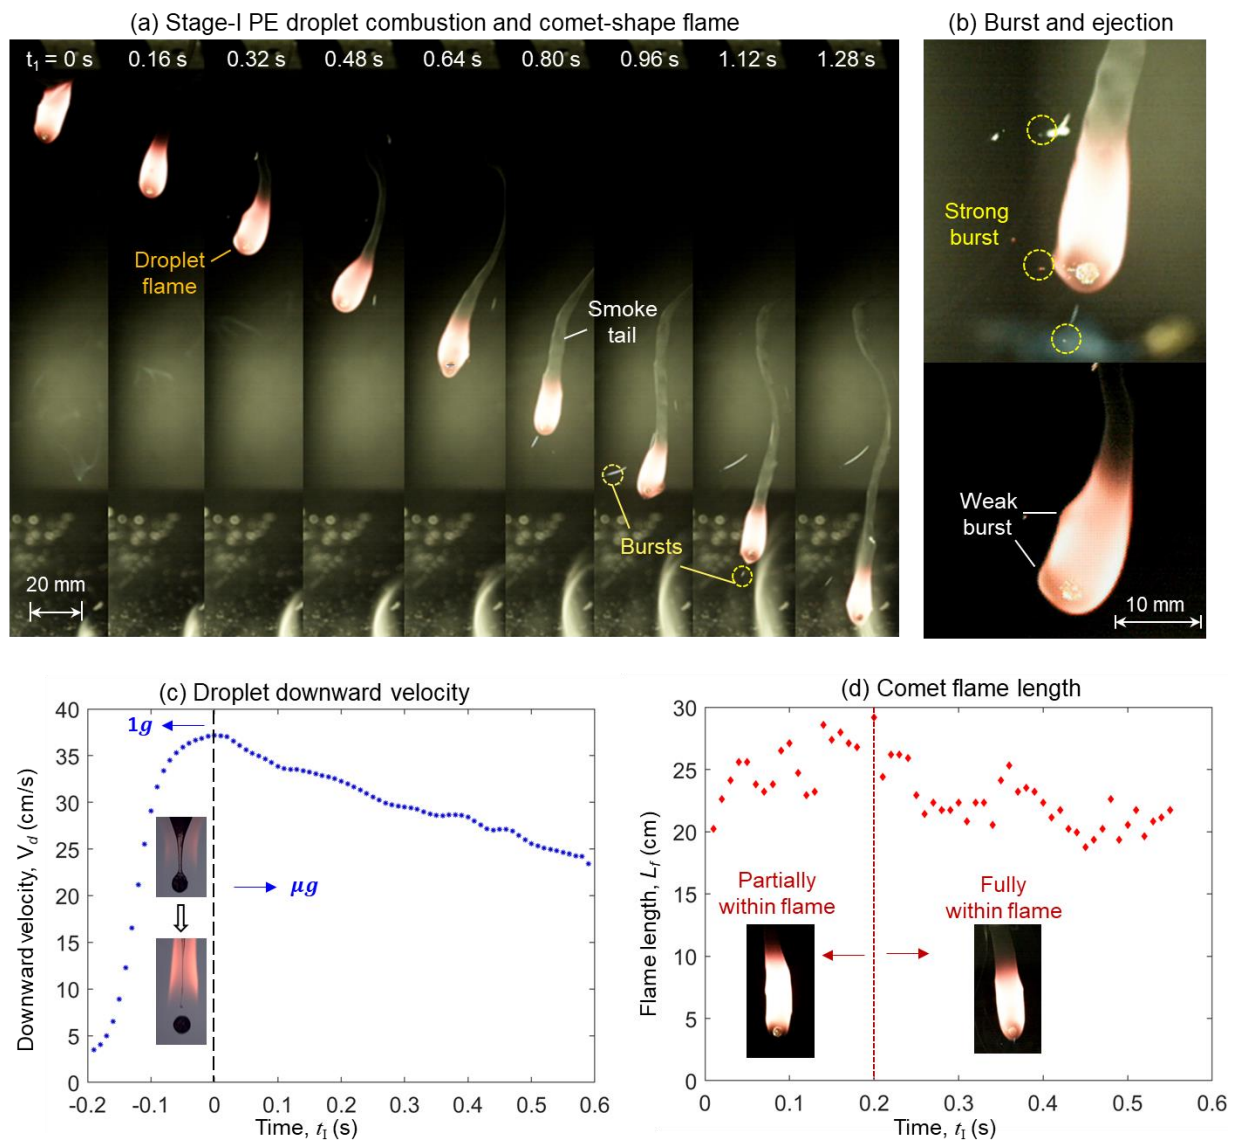 (a) Stage-I PE droplet combustion and comet-shape flame
t₁ = 0 s 0.16 s 0.32 s 0.48 s 0.64 s 0.80 s 0.96 s 1.12 s 1.28 s
Droplet
flame
Smoke
tail
Bursts
20 mm
(b) Burst and ejection
Strong
burst
Weak
burst
10 mm
(c) Droplet downward velocity
Downward velocity, V_d (cm/s)
40
35
30
25
20
15
10
5
0
1g
μg
-0.2 -0.1 0 0.1 0.2 0.3 0.4 0.5 0.6
Time, t_I (s)
(d) Comet flame length
Flame length, L_f (cm)
30
25
20
15
10
5
0
Partially
within flame
Fully
within flame
0 0.1 0.2 0.3 0.4 0.5 0.6
Time, t_I (s)